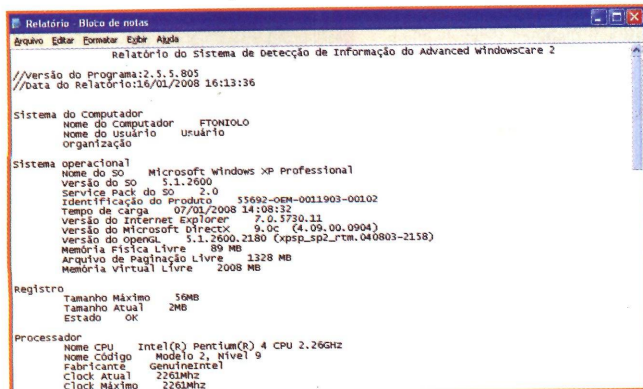 Relatório - Bloco de notas
Arquivo Editar Formatar Exibir Ajuda
Relatório do Sistema de Detecção de Informação do Advanced WindowsCare 2
//Versão do Programa:2.5.5.805
//Data do Relatório:16/01/2008 16:13:36
Sistema do Computador
Nome do Computador FTONIOLO
Nome do Usuário Usuário
Organização
Sistema operacional
Nome do SO Microsoft Windows XP Professional
Versão do SO 5.1.2600
Service Pack do SO 2.0
Identificação do Produto 55692-OEM-0011903-00102
Tempo de carga 07/01/2008 14:08:32
Versão do Internet Explorer 7.0.5730.11
Versão do Microsoft DirectX 9.0c (4.09.00.0904)
Versão do OpenGL 5.1.2600.2180 (xpsp_sp2_rtm.040803-2158)
Memória Física Livre 89 MB
Arquivo de Paginação Livre 1328 MB
Memória Virtual Livre 2008 MB
Registro
Tamanho Máximo 56MB
Tamanho Atual 2MB
Estado OK
Processador
Nome CPU Intel(R) Pentium(R) 4 CPU 2.26GHz
Nome Código Modelo 2, Nível 9
Fabricante GenuineIntel
Clock Atual 2261Mhz
Clock Máximo 2261Mhz